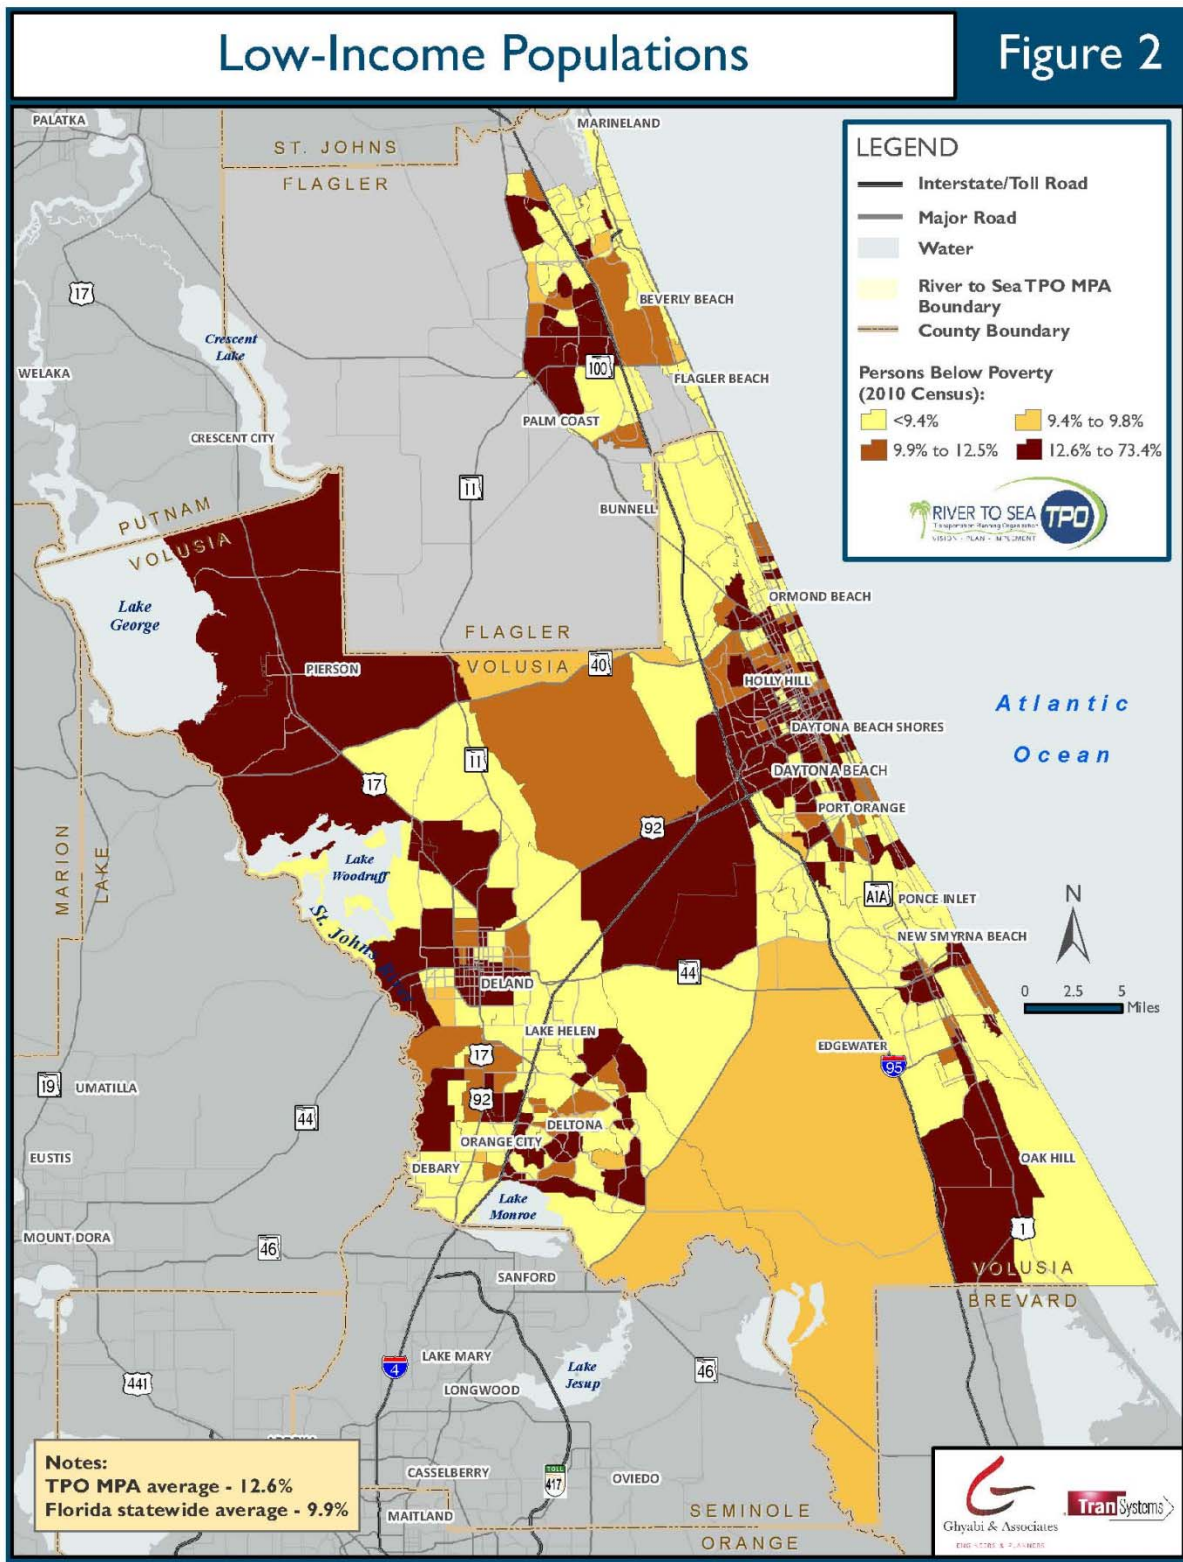 Low-Income Populations
Figure 2
PALATKA
ST. JOHNS
FLAGLER
MARINELAND
LEGEND
Interstate/Toll Road
Major Road
Water
River to Sea TPO MPA
Boundary
County Boundary
Persons Below Poverty
(2010 Census):
<9.4%
9.4% to 9.8%
9.9% to 12.5%
12.6% to 73.4%
RIVER TO SEA
TPO
Transportation Planning Organization
VISION - PLAN - IMPLEMENT
17
Crescent
Lake
BEVERLY BEACH
WELAKA
100
FLAGLER BEACH
PALM COAST
CRESCENT CITY
11
BUNNELL
PUTNAM
VOLUSIA
Lake
George
ORMOND BEACH
FLAGLER
VOLUSIA
40
PIERSON
HOLLY HILL
Atlantic
Ocean
DAYTONA BEACH SHORES
11
17
DAYTONA BEACH
PORT ORANGE
92
MARION
LAKE
Lake
Woodruff
A1A
PONCE INLET
N
St. Johns River
NEW SMYRNA BEACH
44
DELAND
0 2.5 5
Miles
LAKE HELEN
EDGEWATER
17
95
19
UMATILLA
92
44
DELTONA
ORANGE CITY
EUSTIS
DEBARY
OAK HILL
Lake
Monroe
1
MOUNT DORA
46
SANFORD
VOLUSIA
BREVARD
4
LAKE MARY
Lake
Jesup
46
441
LONGWOOD
Notes:
TPO MPA average - 12.6%
Florida statewide average - 9.9%
CASSELBERRY
TOLL
417
OVIEDO
MAITLAND
SEMINOLE
ORANGE
Ghyabi & Associates
ENGINEERS & PLANNERS
TranSystems